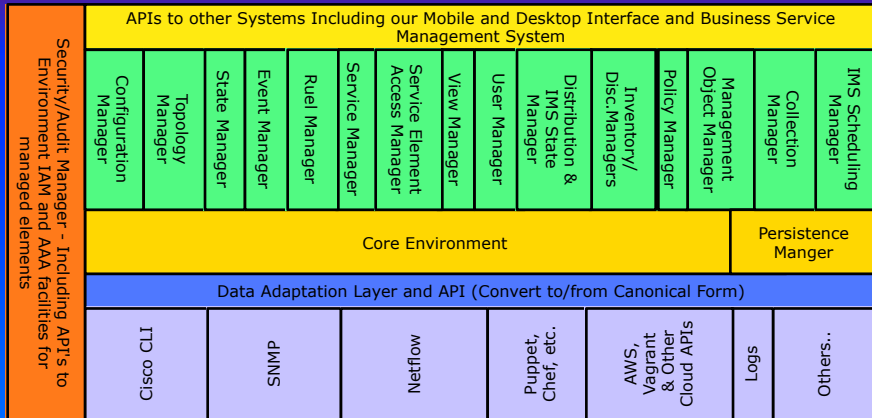 APIs to other Systems Including our Mobile and Desktop Interface and Business Service
Management System
Security/Audit Manager - Including API's to
Environment IAM and AAA facilities for
managed elements
Configuration
Manager
Topology
Manager
State Manager
Event Manager
Ruel Manager
Service Manager
Service Element
Access Manager
View Manager
User Manager
Distribution &
IMS State
Manager
Inventory/
Disc.Managers
Policy Manager
Management
Object Manager
Collection
Manager
IMS Scheduling
Manager
Core Environment
Persistence
Manger
Data Adaptation Layer and API (Convert to/from Canonical Form)
Cisco CLI
SNMP
Netflow
Puppet,
Chef, etc.
AWS,
Vagrant
& Other
Cloud APIs
Logs
Others..